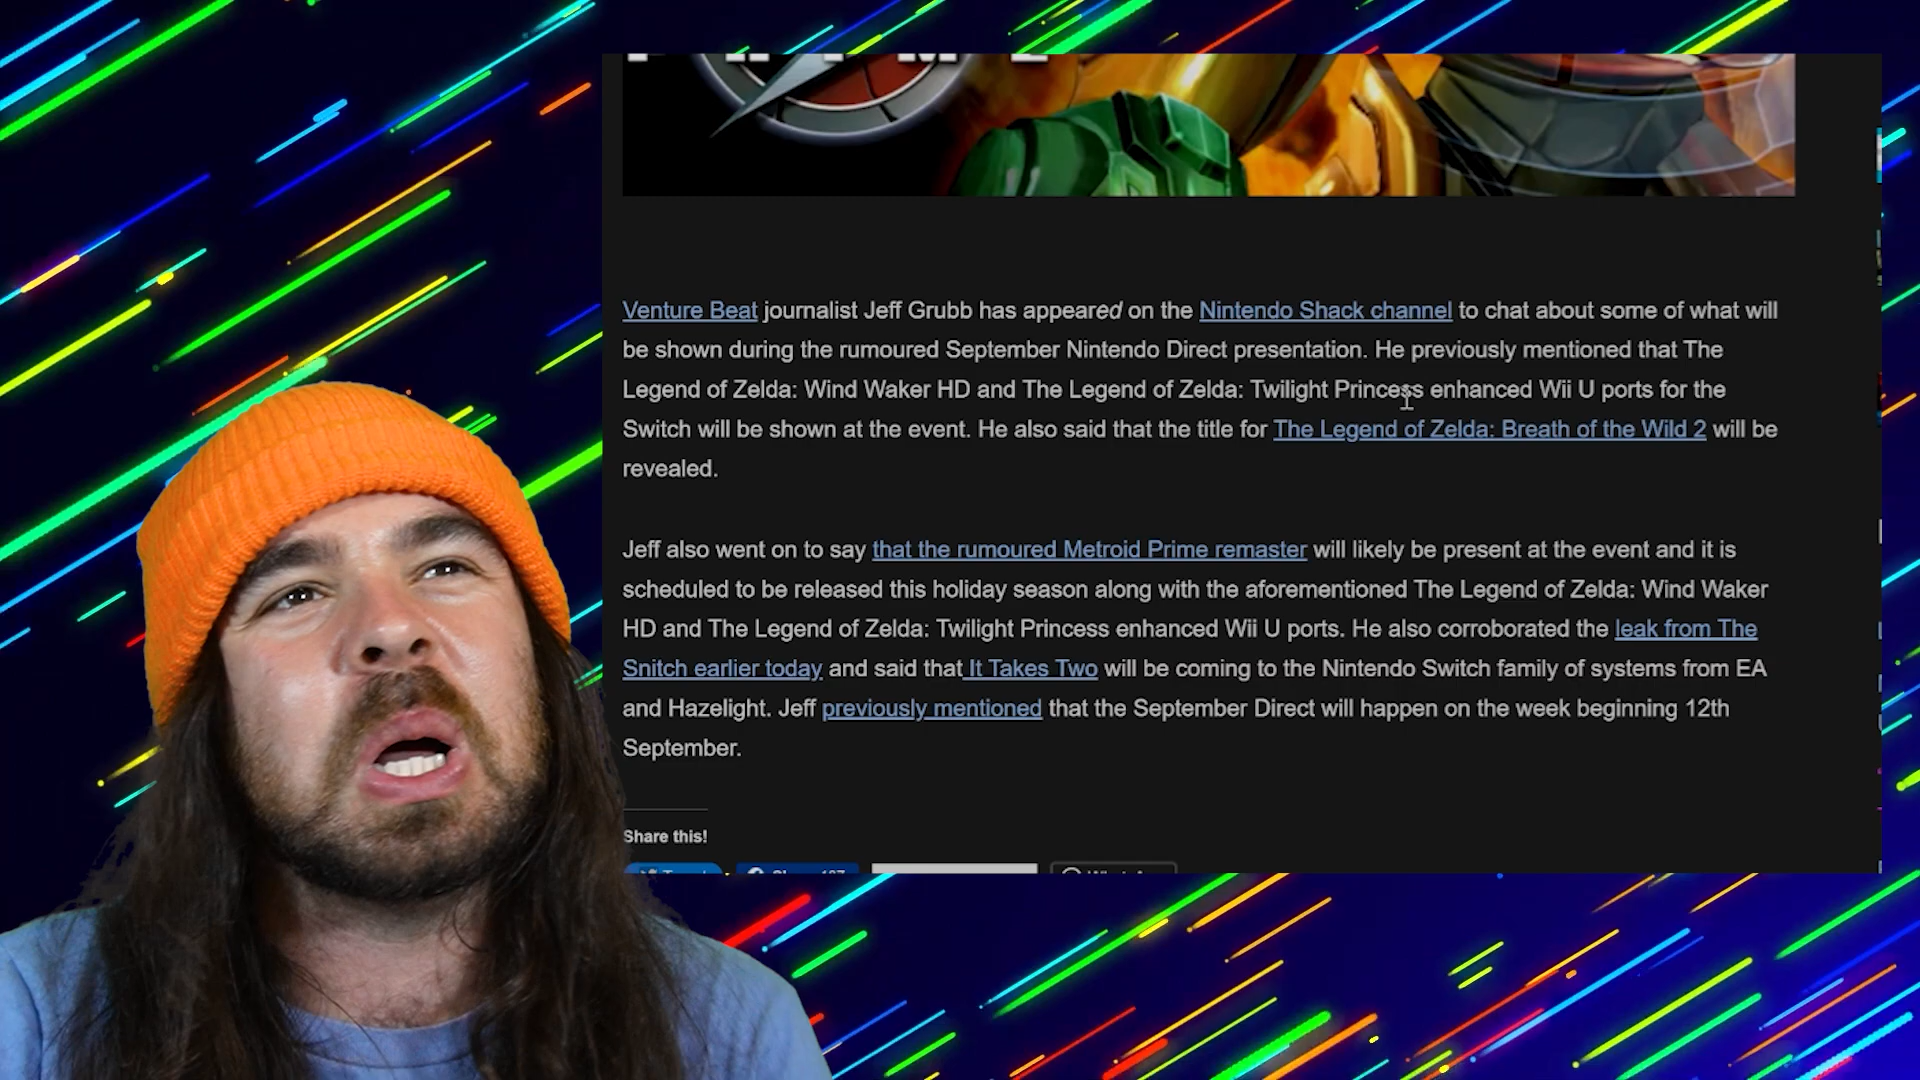 Venture Beat journalist Jeff Grubb has appeared on the Nintendo Shack channel to chat about some of what will
be shown during the rumoured September Nintendo Direct presentation. He previously mentioned that The
Legend of Zelda: Wind Waker HD and The Legend of Zelda: Twilight Princess enhanced Wii U ports for the
Switch will be shown at the event. He also said that the title for The Legend of Zelda: Breath of the Wild 2 will be
revealed.
Jeff also went on to say that the rumoured Metroid Prime remaster will likely be present at the event and it is
scheduled to be released this holiday season along with the aforementioned The Legend of Zelda: Wind Waker
HD and The Legend of Zelda: Twilight Princess enhanced Wii U ports. He also corroborated the leak from The
Snitch earlier today and said that It Takes Two will be coming to the Nintendo Switch family of systems from EA
and Hazelight. Jeff previously mentioned that the September Direct will happen on the week beginning 12th
September.
Share this!